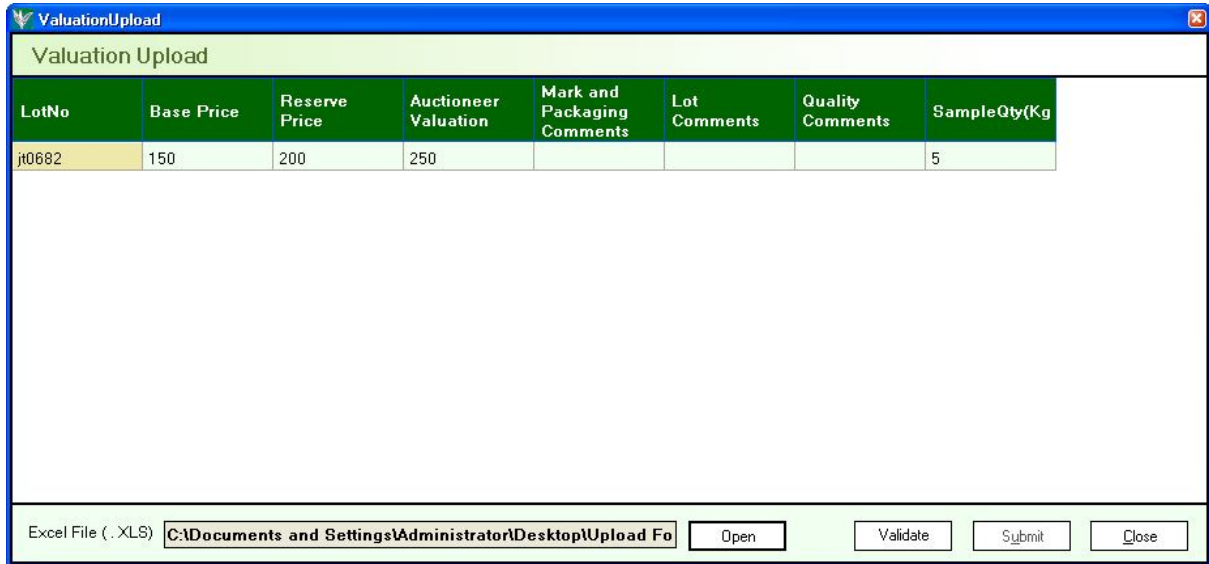 ValuationUpload
Valuation Upload
LotNo
Base Price
Reserve
Price
Auctioneer
Valuation
Mark and
Packaging
Comments
Lot
Comments
Quality
Comments
SampleQty(Kg
jt0682
150
200
250
5
Excel File ( . XLS)
C:\Documents and Settings\Administrator\Desktop\Upload Fo
Open
Validate
Submit
Close